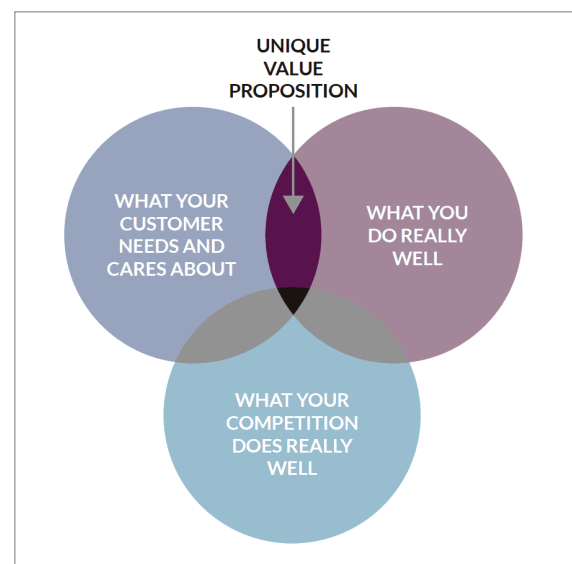 UNIQUE
VALUE
PROPOSITION
WHAT YOUR
CUSTOMER
NEEDS AND
CARES ABOUT
WHAT YOU
DO REALLY
WELL
WHAT YOUR
COMPETITION
DOES REALLY
WELL